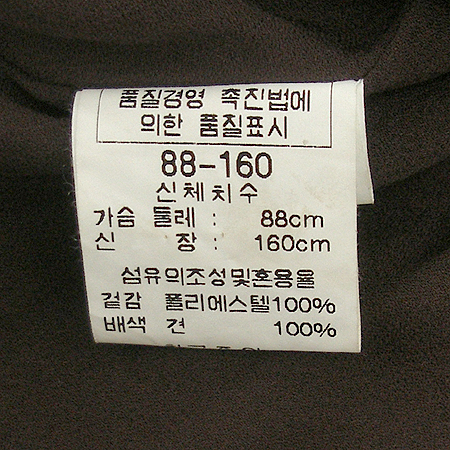 품질경영 촉진법에
의한 품질표시
88-160
신체치수
가슴 둘레 : 88cm
신 장 : 160cm
섬유의조성및혼용율
겉감 폴리에스텔100%
배색 견 100%